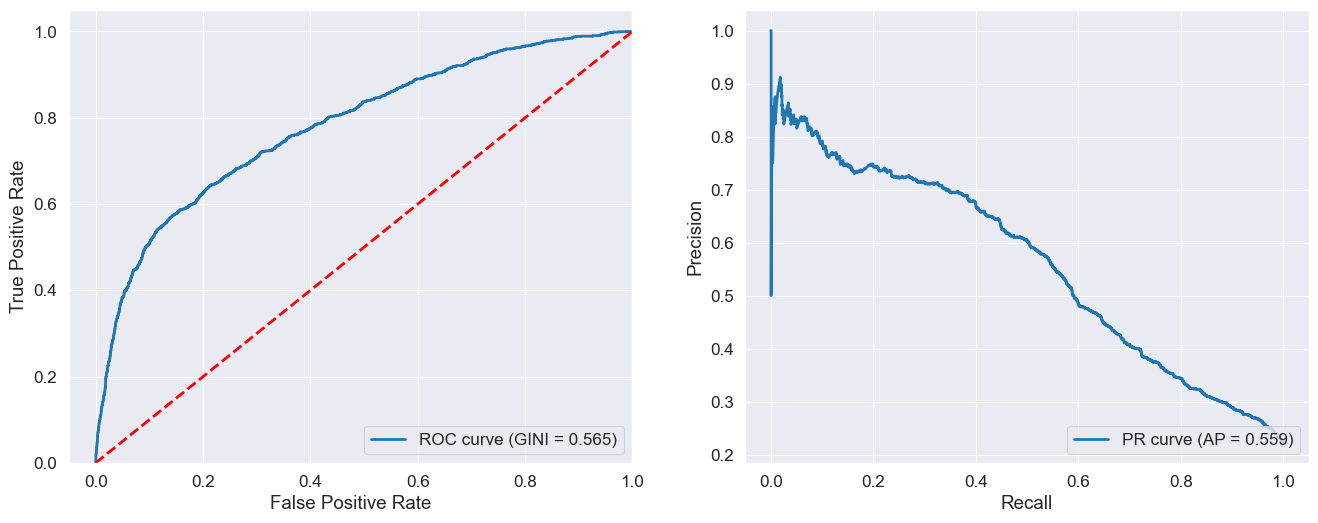 1.0
0.8
0.6
0.4
0.2
0.0
True Positive Rate
0.0 0.2 0.4 0.6 0.8 1.0
False Positive Rate
ROC curve (GINI = 0.565)
1.0
0.9
0.8
0.7
0.6
0.5
0.4
0.3
0.2
Precision
0.0 0.2 0.4 0.6 0.8 1.0
Recall
PR curve (AP = 0.559)